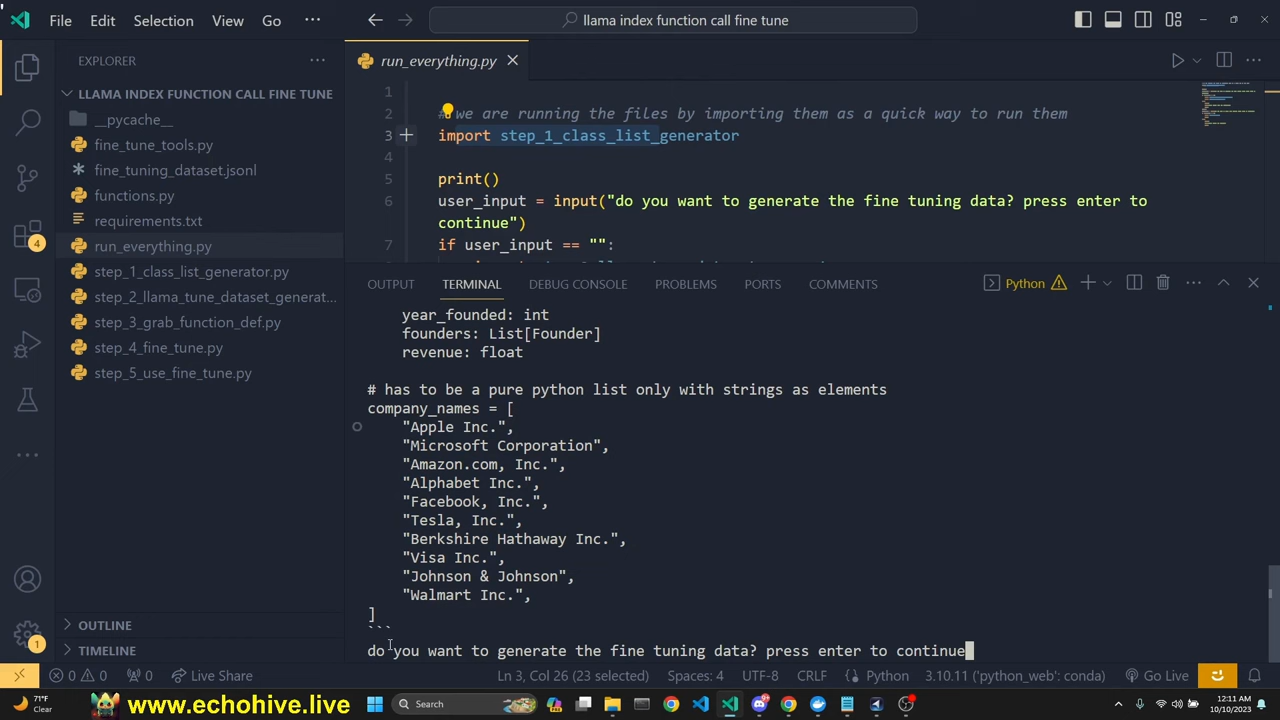 File Edit Selection View Go ··· llama index function call fine tune
EXPLORER ···
LLAMA INDEX FUNCTION CALL FINE TUNE
__pycache__
fine_tune_tools.py
fine_tuning_dataset.jsonl
functions.py
requirements.txt
run_everything.py
step_1_class_list_generator.py
step_2_llama_tune_dataset_generat...
step_3_grab_function_def.py
step_4_fine_tune.py
step_5_use_fine_tune.py
OUTLINE
TIMELINE
4
1
run_everything.py
1
2 # we are running the files by importing them as a quick way to run them
3 import step_1_class_list_generator
4
5 print()
6 user_input = input("do you want to generate the fine tuning data? press enter to
continue")
7 if user_input == "":
OUTPUT TERMINAL DEBUG CONSOLE PROBLEMS PORTS COMMENTS Python
year_founded: int
founders: List[Founder]
revenue: float
# has to be a pure python list only with strings as elements
company_names = [
"Apple Inc.",
"Microsoft Corporation",
"Amazon.com, Inc.",
"Alphabet Inc.",
"Facebook, Inc.",
"Tesla, Inc.",
"Berkshire Hathaway Inc.",
"Visa Inc.",
"Johnson & Johnson",
"Walmart Inc.",
]
```
do you want to generate the fine tuning data? press enter to continue
0 0 0 Live Share Ln 3, Col 26 (23 selected) Spaces: 4 UTF-8 CRLF Python 3.10.11 ('python_web': conda) Go Live
71°F
Clear
www.echohive.live
Search
12:11 AM
10/10/2023